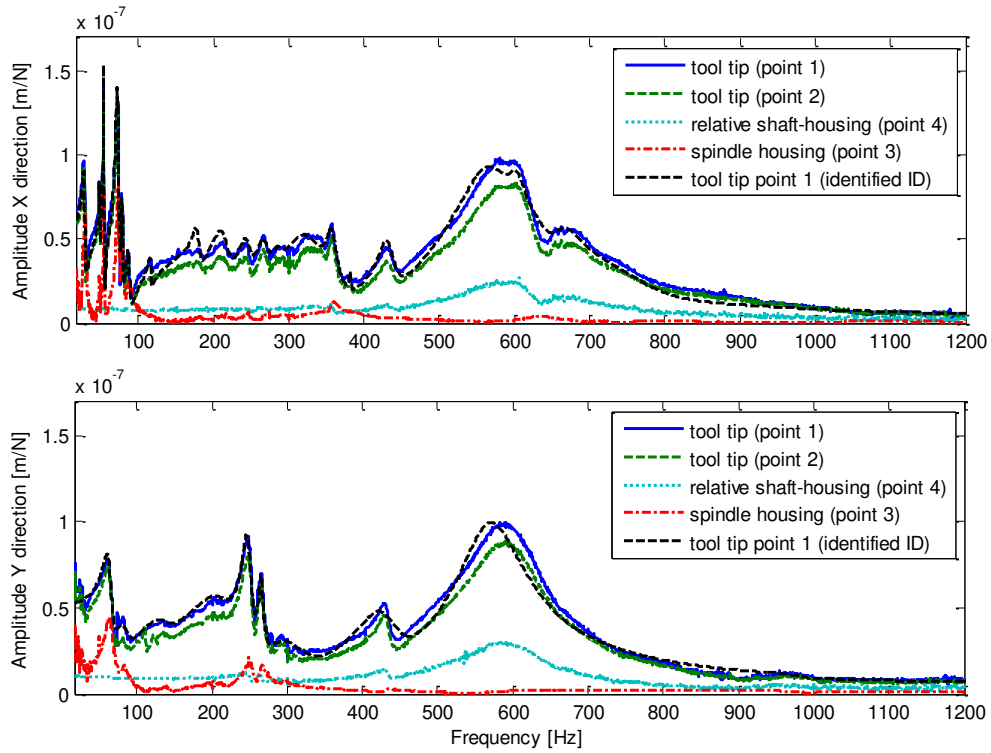 x 10-7
1.5
1
0.5
0
Amplitude X direction [m/N]
tool tip (point 1)
tool tip (point 2)
relative shaft-housing (point 4)
spindle housing (point 3)
tool tip point 1 (identified ID)
100 200 300 400 500 600 700 800 900 1000 1100 1200
x 10-7
1.5
1
0.5
0
Amplitude Y direction [m/N]
tool tip (point 1)
tool tip (point 2)
relative shaft-housing (point 4)
spindle housing (point 3)
tool tip point 1 (identified ID)
100 200 300 400 500 600 700 800 900 1000 1100 1200
Frequency [Hz]